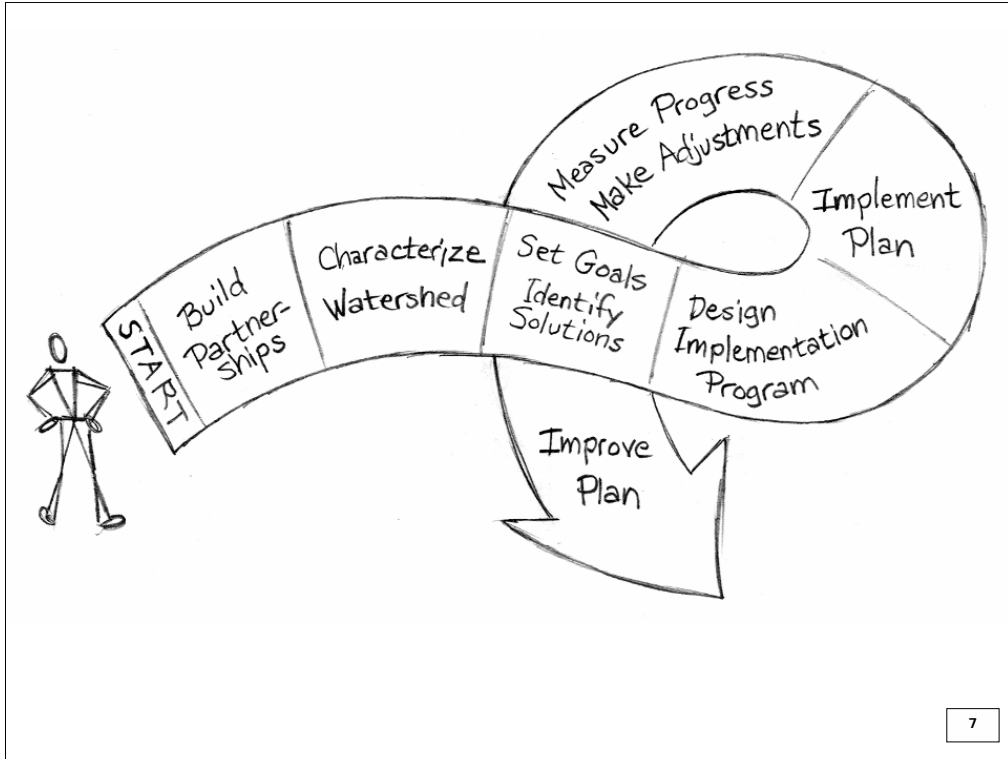 START
Build
Partner-
ships
Characterize
Watershed
Set Goals
Identify
Solutions
Design
Implementation
Program
Implement
Plan
Measure Progress
Make Adjustments
Improve
Plan
7